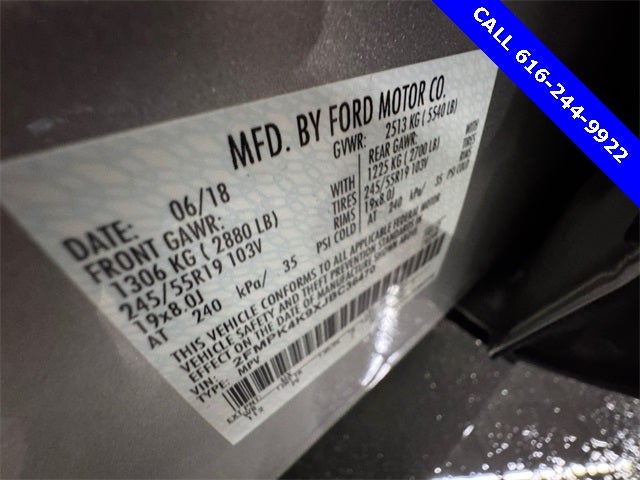 CALL 616-244-9922
MFD. BY FORD MOTOR CO.
DATE: 06/18
GVWR: 2513 KG ( 5540 LB)
FRONT GAWR:
1306 KG ( 2880 LB)
245/55R19 103V
19x8.0J
AT 240 kPa/ 35 PSI COLD
WITH
TIRES
RIMS
REAR GAWR:
1225 KG ( 2700 LB)
245/55R19 103V
19x8.0J
AT 240 kPa/ 35 PSI COLD
WITH
TIRES
RIMS
THIS VEHICLE CONFORMS TO ALL APPLICABLE FEDERAL MOTOR
VEHICLE SAFETY AND THEFT PREVENTION STANDARDS IN
EFFECT ON THE DATE OF MANUFACTURE SHOWN ABOVE.
VIN: 2FMPK4K9XJBC36470
TYPE: MPV